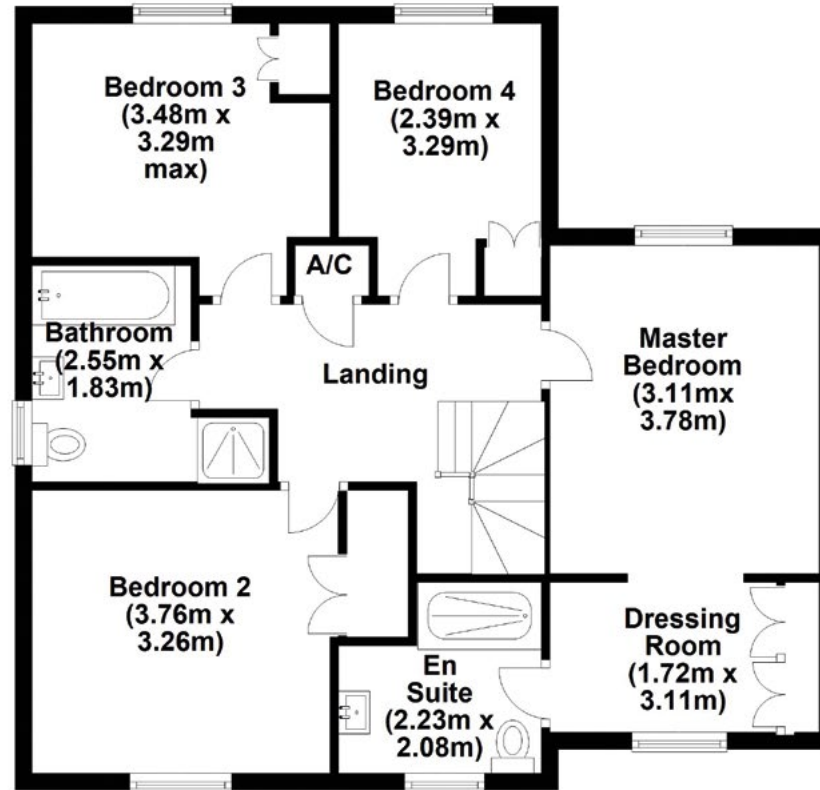 Bedroom 3
(3.48m x
3.29m
max)
Bedroom 4
(2.39m x
3.29m)
A/C
Bathroom
(2.55m x
1.83m)
Landing
Master
Bedroom
(3.11mx
3.78m)
Bedroom 2
(3.76m x
3.26m)
En
Suite
(2.23m x
2.08m)
Dressing
Room
(1.72m x
3.11m)